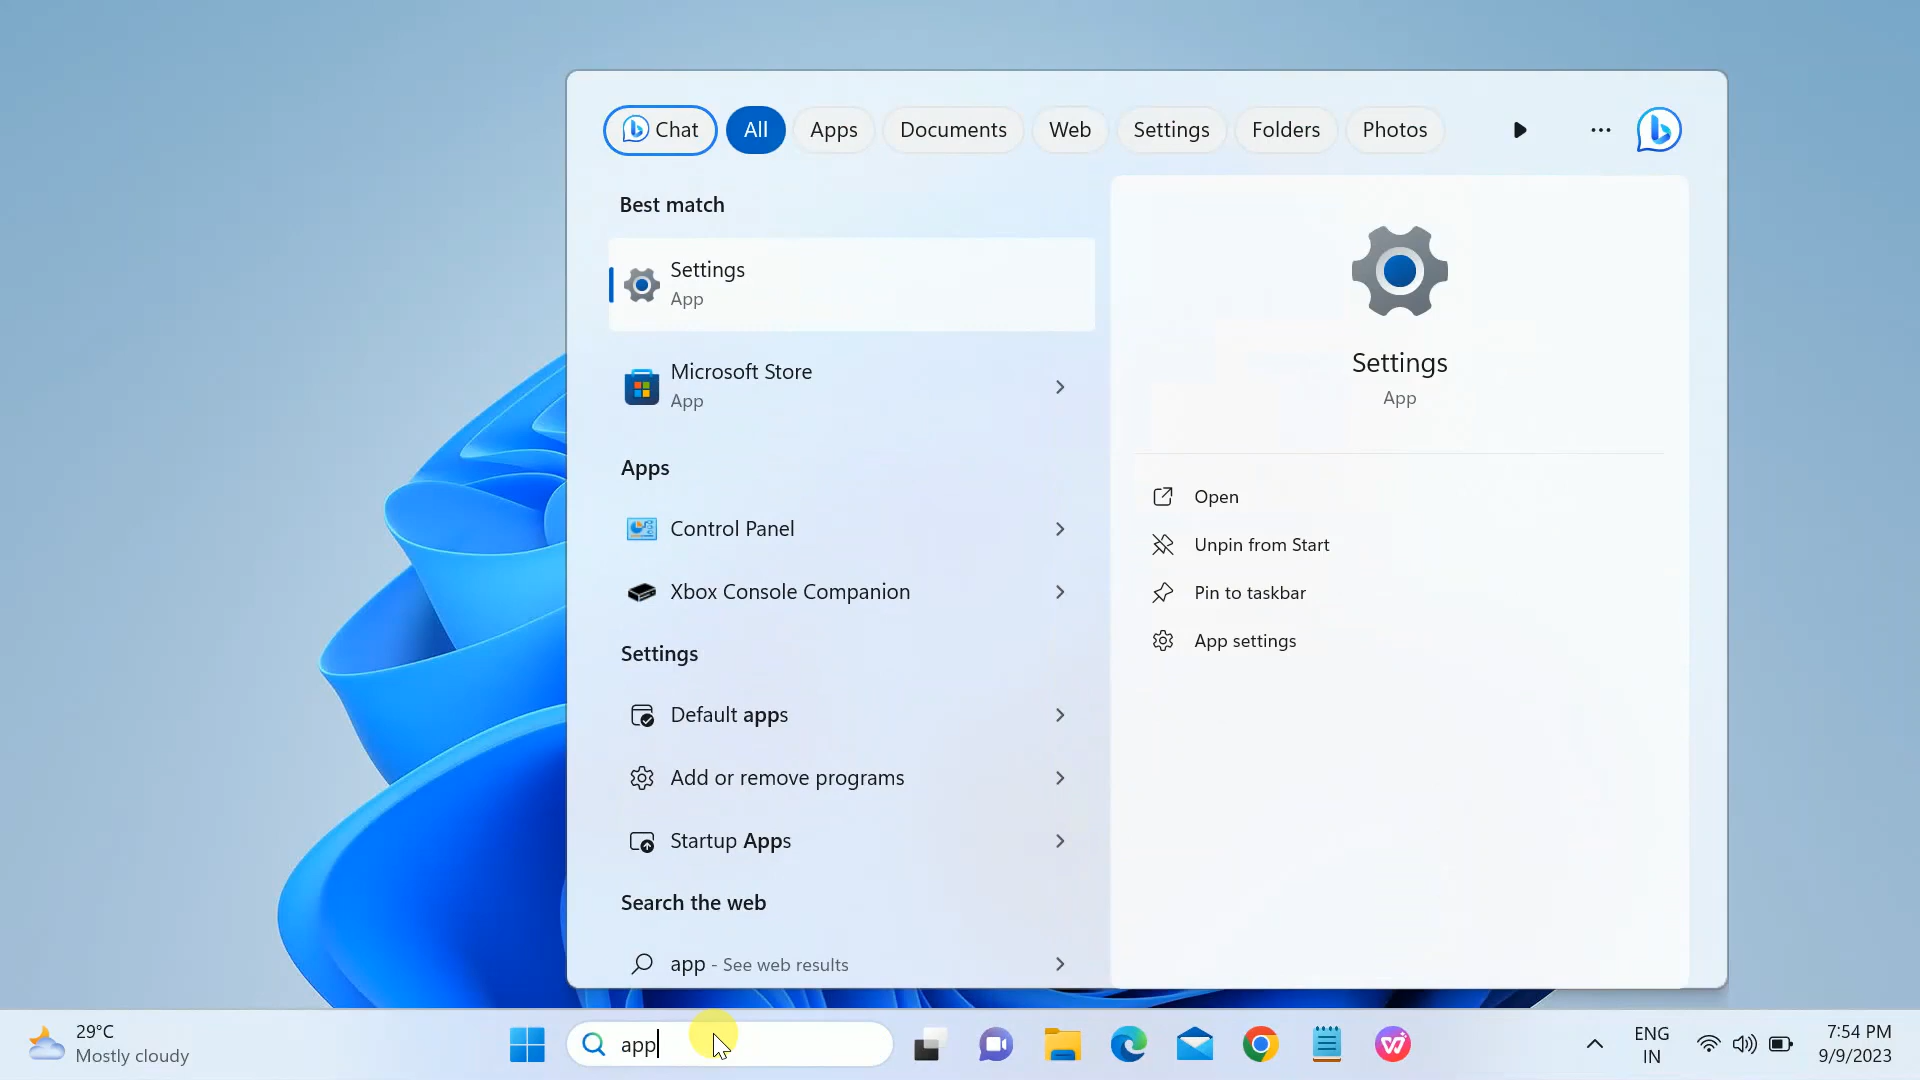 Chat
All
Apps
Documents
Web
Settings
Folders
Photos
Best match
Settings
App
Microsoft Store
App
Apps
Control Panel
Xbox Console Companion
Settings
Default apps
Add or remove programs
Startup Apps
Search the web
app - See web results
Settings
App
Open
Unpin from Start
Pin to taskbar
App settings
29°C
Mostly cloudy
app
ENG
IN
7:54 PM
9/9/2023